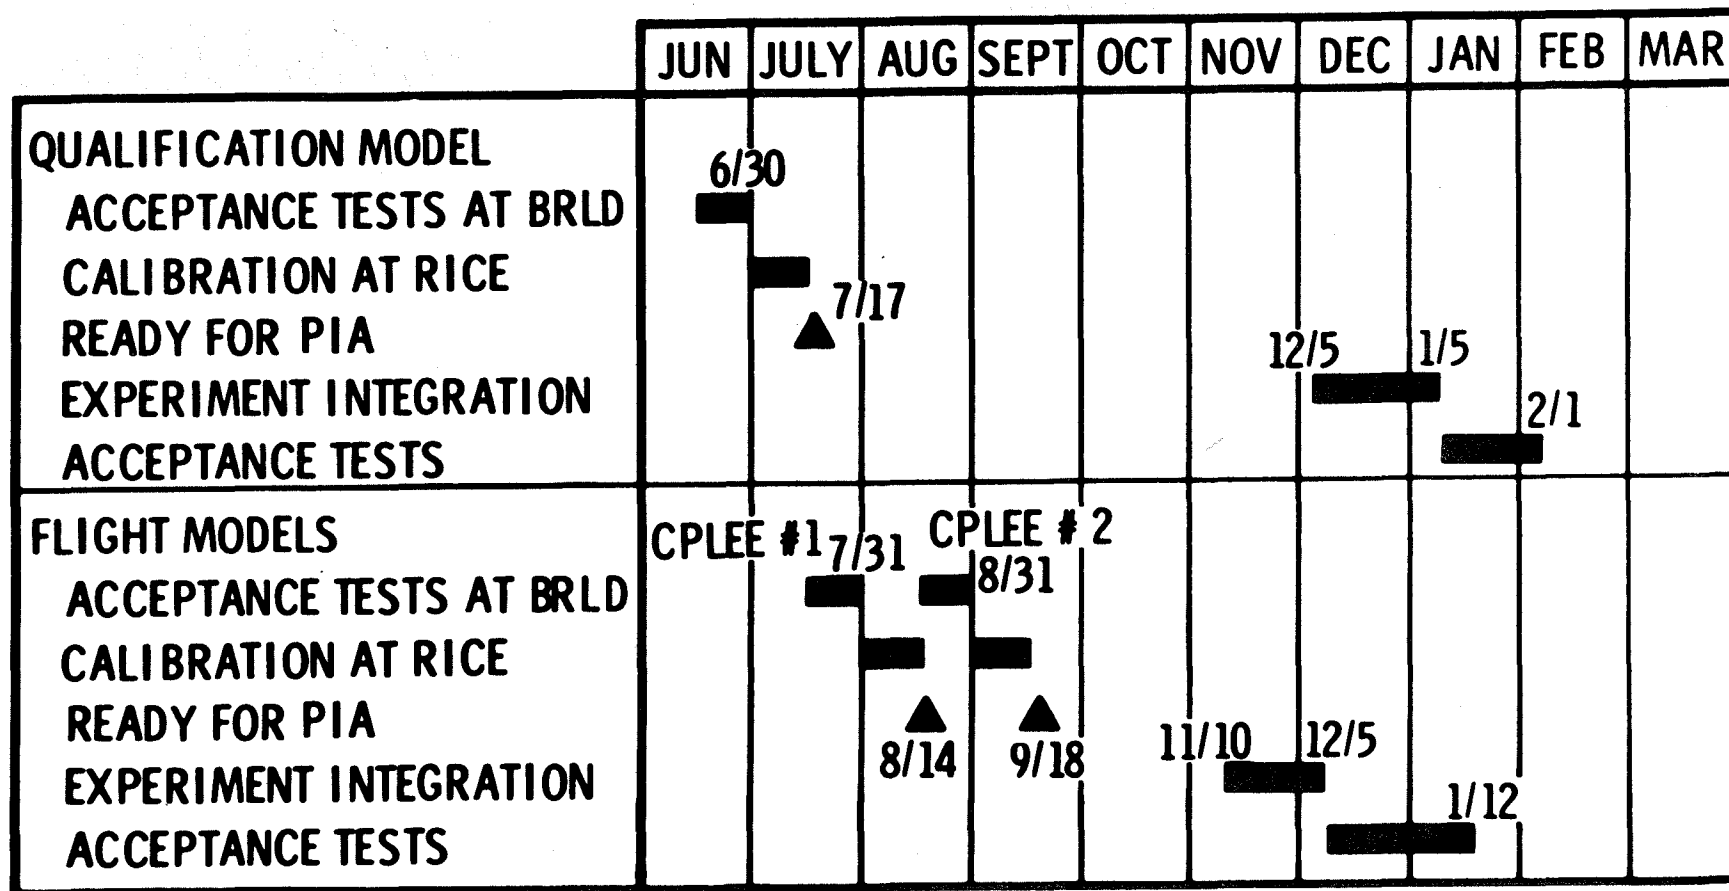 JUN JULY AUG SEPT OCT NOV DEC JAN FEB MAR
QUALIFICATION MODEL
6/30
ACCEPTANCE TESTS AT BRLD
CALIBRATION AT RICE
7/17
READY FOR PIA
12/5 1/5
EXPERIMENT INTEGRATION
2/1
ACCEPTANCE TESTS
FLIGHT MODELS CPLEE #1 7/31 CPLEE # 2
ACCEPTANCE TESTS AT BRLD 8/31
CALIBRATION AT RICE
READY FOR PIA
8/14 9/18 11/10 12/5
EXPERIMENT INTEGRATION
1/12
ACCEPTANCE TESTS